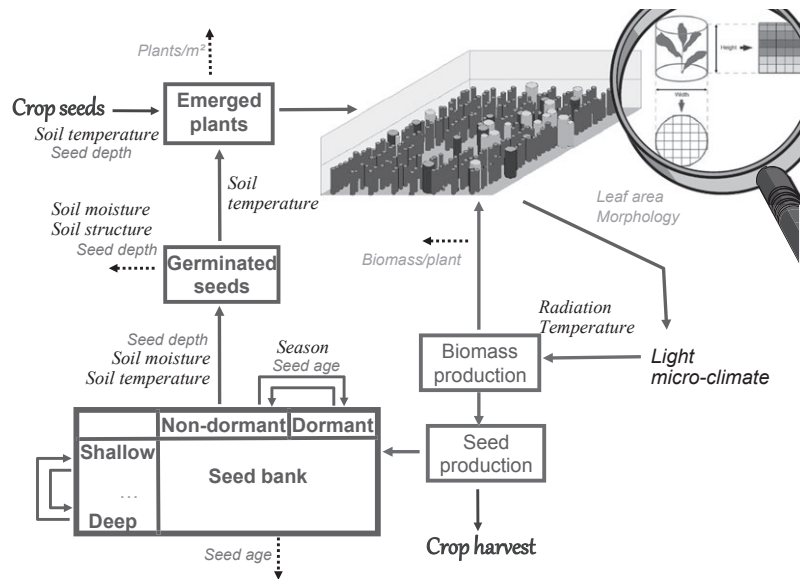 Plants/m²
Crop seeds
Emerged
plants
Soil temperature
Seed depth
Height
Width
Soil
temperature
Leaf area
Morphology
Soil moisture
Soil structure
Seed depth
Germinated
seeds
Biomass/plant
Radiation
Temperature
Seed depth
Soil moisture
Soil temperature
Season
Seed age
Biomass
production
Light
micro-climate
Non-dormant
Dormant
Shallow
...
Deep
Seed bank
Seed
production
Seed age
Crop harvest